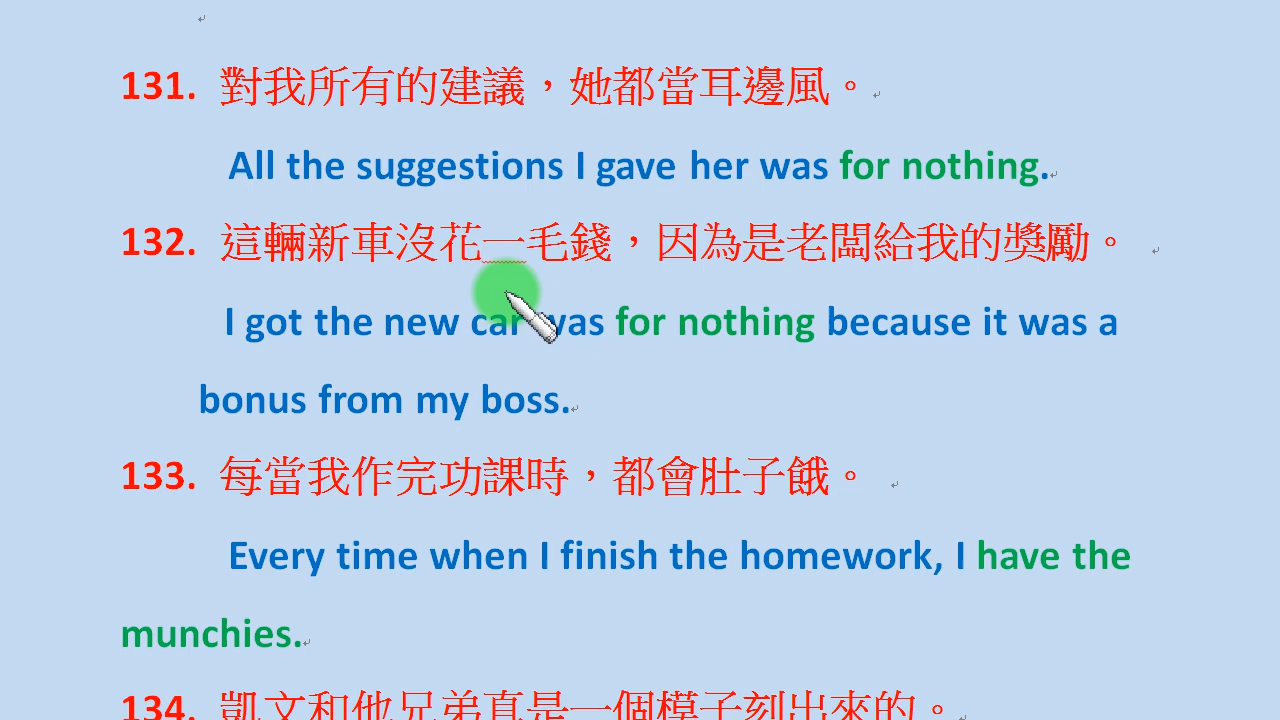 131. 對我所有的建議，她都當耳邊風。
All the suggestions I gave her was for nothing.
132. 這輛新車沒花一毛錢，因為是老闆給我的獎勵。
I got the new car was for nothing because it was a
bonus from my boss.
133. 每當我作完功課時，都會肚子餓。
Every time when I finish the homework, I have the
munchies.
134. 凱文和他兄弟真是一個模子刻出來的。